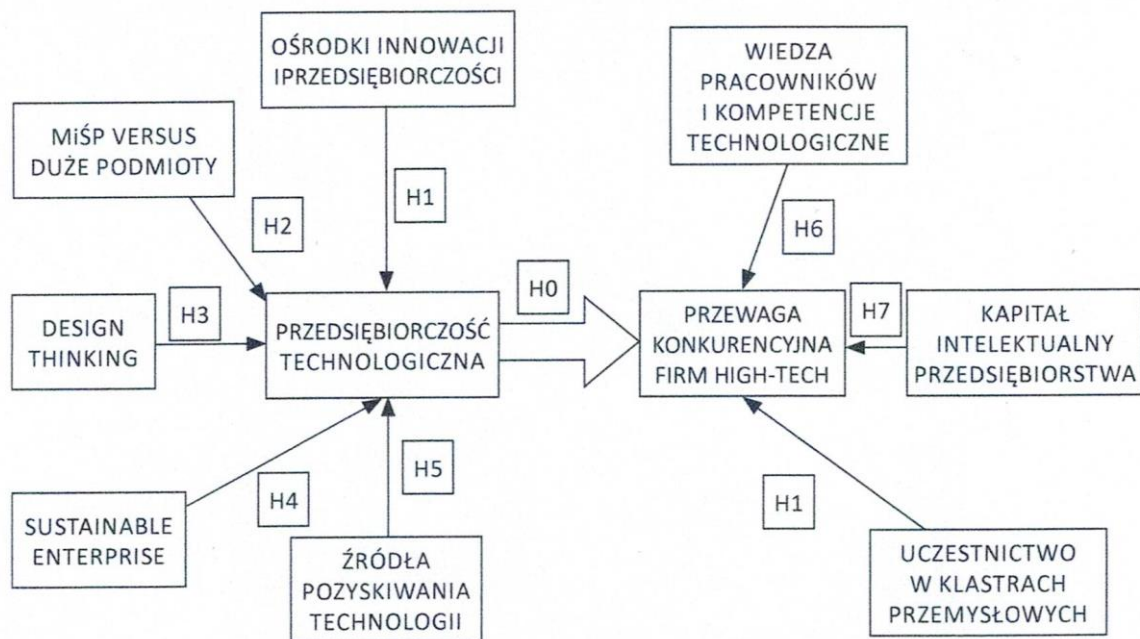 OŚRODKI INNOWACJI
IPRZEDSIĘBIORCZOŚCI
WIEDZA
PRACOWNIKÓW
I KOMPETENCJE
TECHNOLOGICZNE
MiŚP VERSUS
DUŻE PODMIOTY
H1
H2
H6
H3
H0
H7
DESIGN
THINKING
PRZEDSIĘBIORCZOŚĆ
TECHNOLOGICZNA
PRZEWAGA
KONKURENCYJNA
FIRM HIGH-TECH
KAPITAŁ
INTELEKTUALNY
PRZEDSIĘBIORSTWA
H5
H4
H1
SUSTAINABLE
ENTERPRISE
ŹRÓDŁA
POZYSKIWANIA
TECHNOLOGII
UCZESTNICTWO
W KLASTRACH
PRZEMYSŁOWYCH